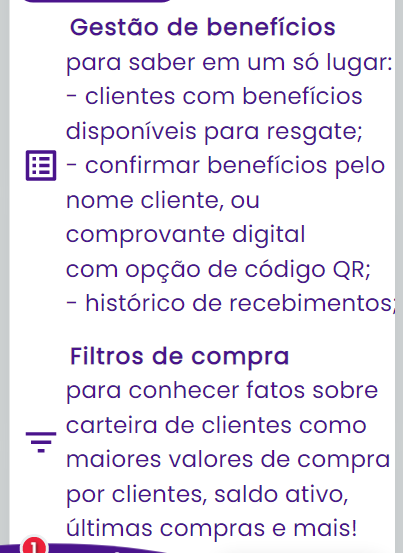 Gestão de benefícios
para saber em um só lugar:
- clientes com benefícios
disponíveis para resgate;
- confirmar benefícios pelo
nome cliente, ou
comprovante digital
com opção de código QR;
- histórico de recebimentos;
Filtros de compra
para conhecer fatos sobre
carteira de clientes como
maiores valores de compra
por clientes, saldo ativo,
últimas compras e mais!
1